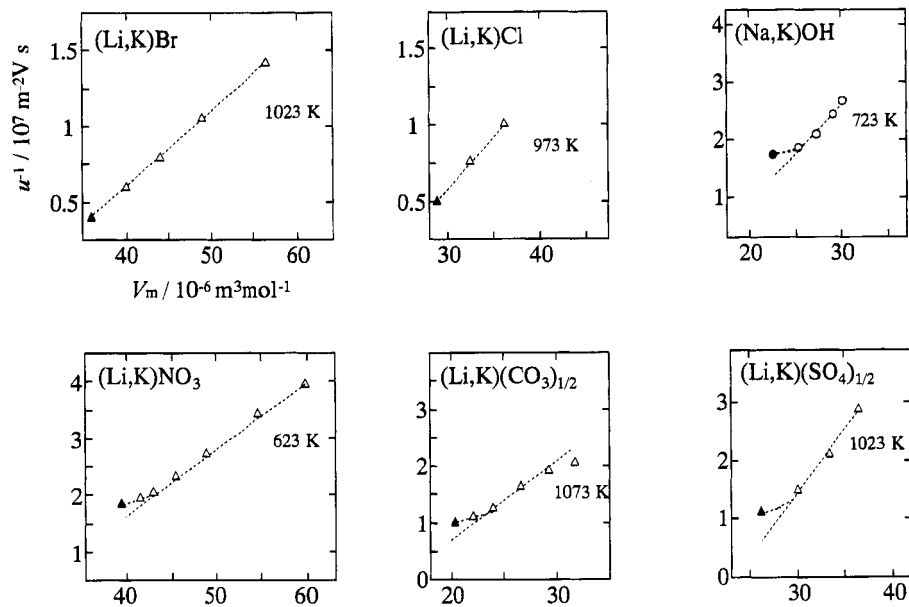 (Li,K)Br
1.5
1
0.5
1023 K
40 50 60
u⁻¹ / 10⁷ m⁻²V s
Vm / 10⁻⁶ m³mol⁻¹
(Li,K)Cl
1.5
1
0.5
973 K
30 40
(Na,K)OH
4
3
2
1
723 K
20 30
(Li,K)NO₃
4
3
2
1
623 K
40 50 60
(Li,K)(CO₃)₁/₂
3
2
1
0
1073 K
20 30
(Li,K)(SO₄)₁/₂
3
2
1
0
1023 K
30 40